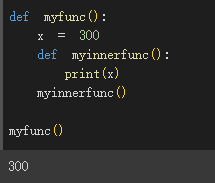 def myfunc():
    x = 300
    def myinnerfunc():
        print(x)
    myinnerfunc()

myfunc()
300